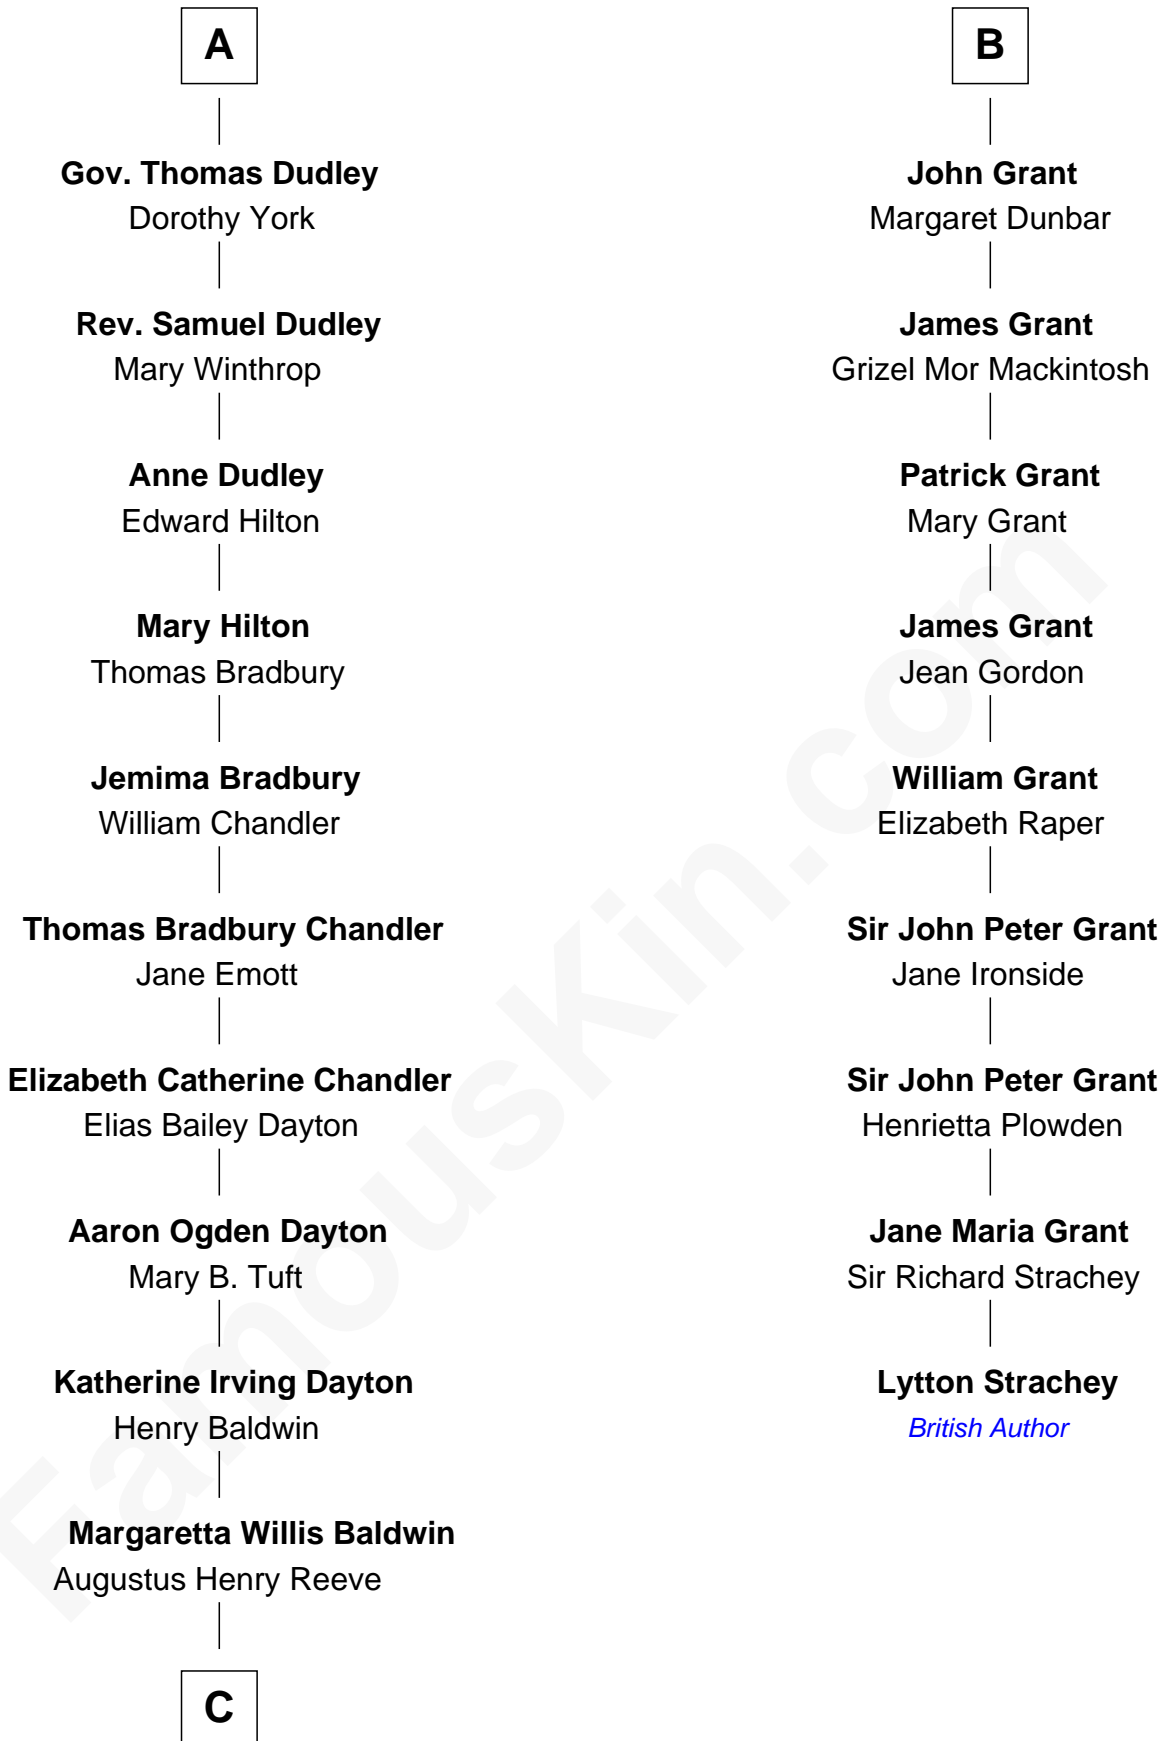 A
Gov. Thomas Dudley
Dorothy York
Rev. Samuel Dudley
Mary Winthrop
Anne Dudley
Edward Hilton
Mary Hilton
Thomas Bradbury
Jemima Bradbury
William Chandler
Thomas Bradbury Chandler
Jane Emott
Elizabeth Catherine Chandler
Elias Bailey Dayton
Aaron Ogden Dayton
Mary B. Tuft
Katherine Irving Dayton
Henry Baldwin
Margaretta Willis Baldwin
Augustus Henry Reeve
C
B
John Grant
Margaret Dunbar
James Grant
Grizel Mor Mackintosh
Patrick Grant
Mary Grant
James Grant
Jean Gordon
William Grant
Elizabeth Raper
Sir John Peter Grant
Jane Ironside
Sir John Peter Grant
Henrietta Plowden
Jane Maria Grant
Sir Richard Strachey
Lytton Strachey
British Author
FamousKin.com